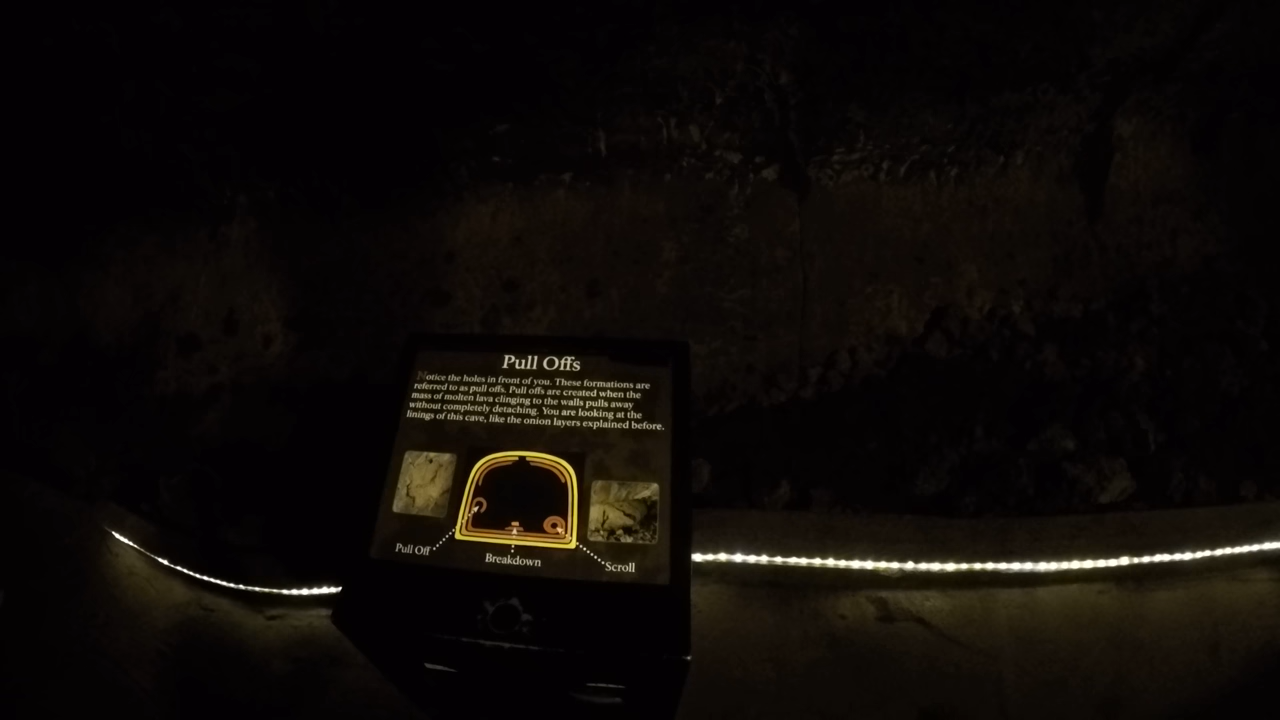 Pull Offs
Notice the holes in front of you. These formations are
referred to as pull offs. Pull offs are created when the
mass of molten lava clinging to the walls pulls away
without completely detaching. You are looking at the
linings of this cave, like the onion layers explained before.
Pull Off
Breakdown
Scroll